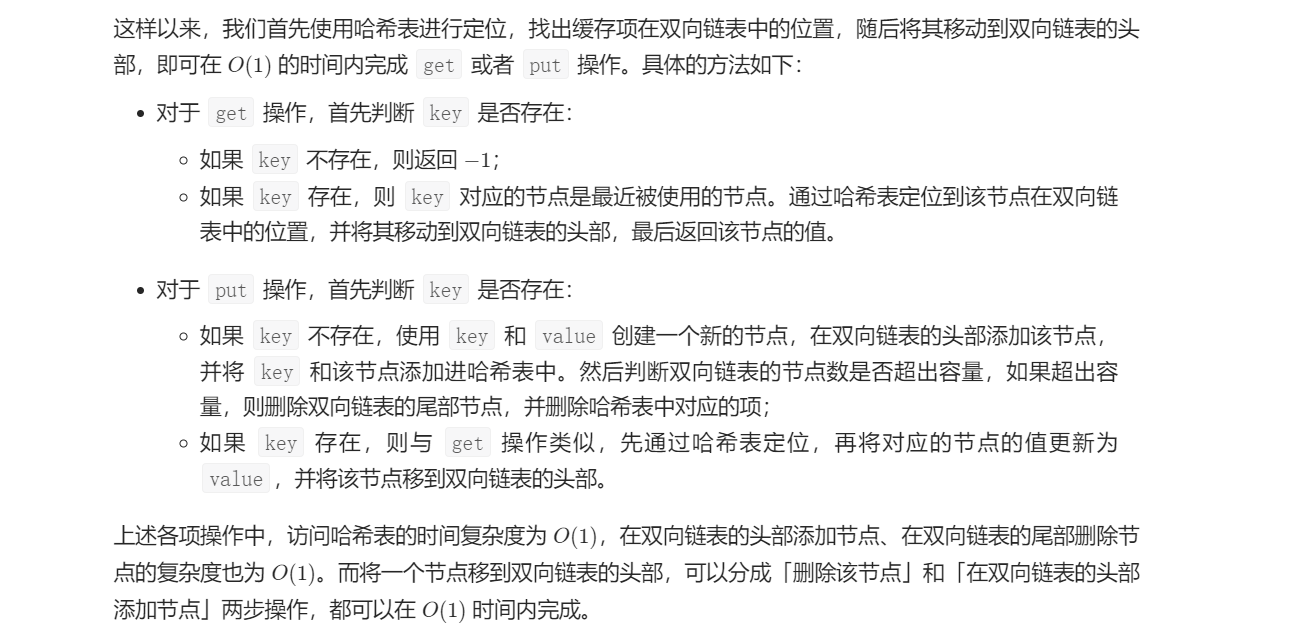 这样以来，我们首先使用哈希表进行定位，找出缓存项在双向链表中的位置，随后将其移动到双向链表的头
部，即可在 O(1) 的时间内完成 get 或者 put 操作。具体的方法如下：
• 对于 get 操作，首先判断 key 是否存在：
◦ 如果 key 不存在，则返回 −1；
◦ 如果 key 存在，则 key 对应的节点是最近被使用的节点。通过哈希表定位到该节点在双向链
表中的位置，并将其移动到双向链表的头部，最后返回该节点的值。
• 对于 put 操作，首先判断 key 是否存在：
◦ 如果 key 不存在，使用 key 和 value 创建一个新的节点，在双向链表的头部添加该节点，
并将 key 和该节点添加进哈希表中。然后判断双向链表的节点数是否超出容量，如果超出容
量，则删除双向链表的尾部节点，并删除哈希表中对应的项；
◦ 如果 key 存在，则与 get 操作类似，先通过哈希表定位，再将对应的节点的值更新为
value ，并将该节点移到双向链表的头部。
上述各项操作中，访问哈希表的时间复杂度为 O(1)，在双向链表的头部添加节点、在双向链表的尾部删除节
点的复杂度也为 O(1)。而将一个节点移到双向链表的头部，可以分成「删除该节点」和「在双向链表的头部
添加节点」两步操作，都可以在 O(1) 时间内完成。